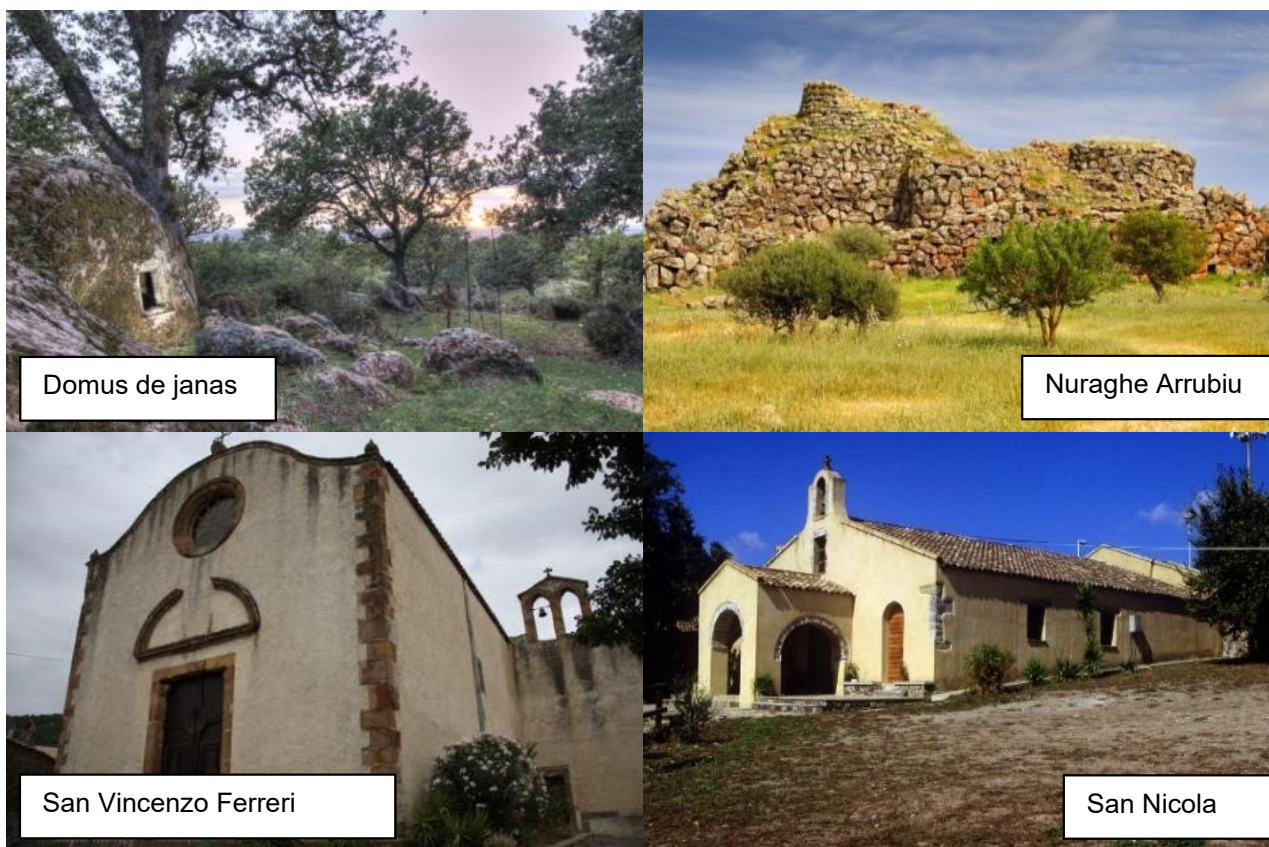 Domus de janas
Nuraghe Arrubiu
San Vincenzo Ferreri
San Nicola